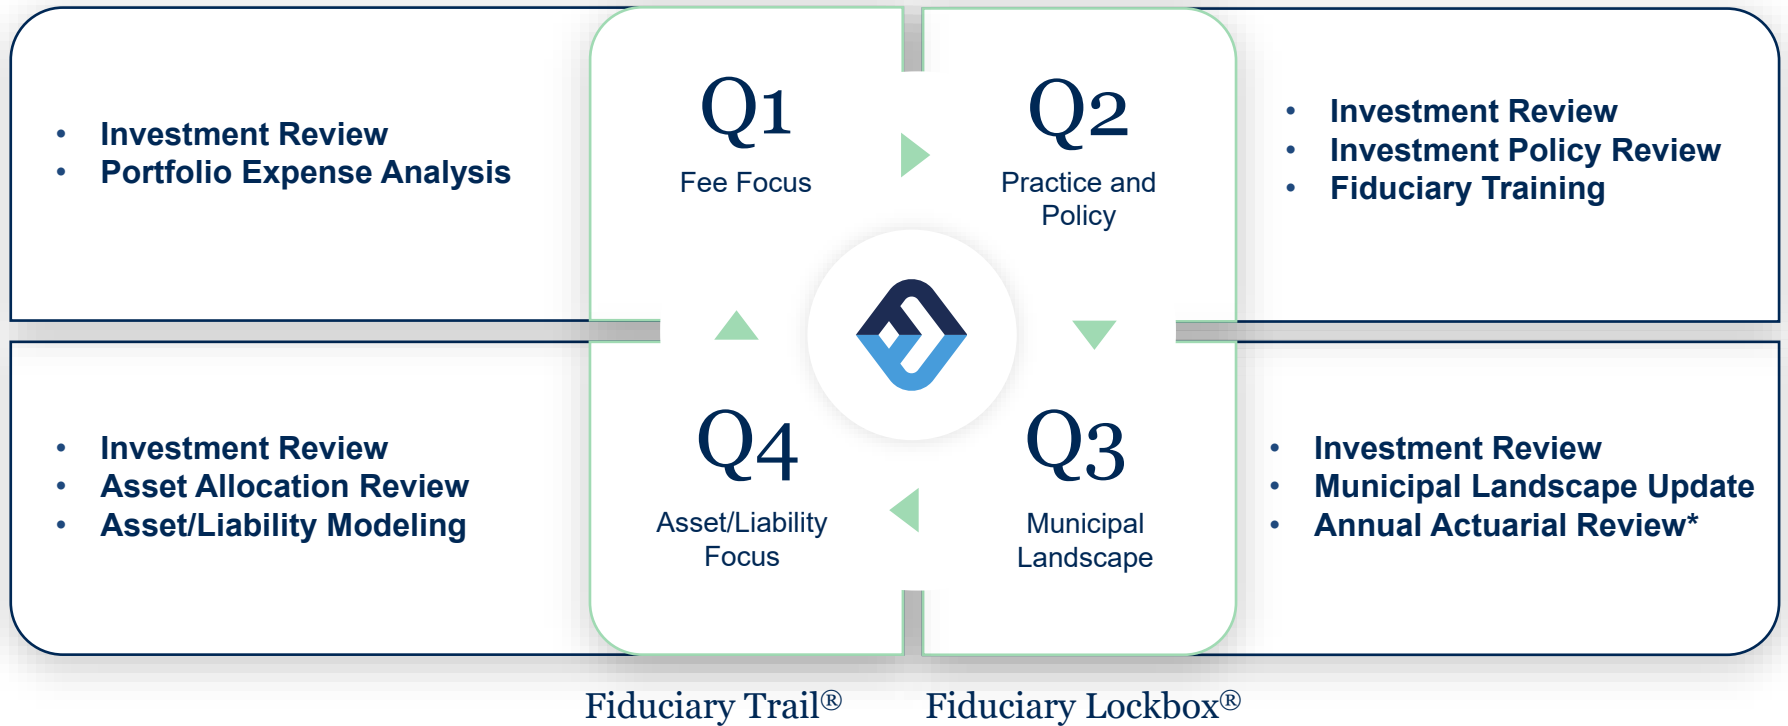 • Investment Review
• Portfolio Expense Analysis
Q1
Fee Focus
Q2
Practice and
Policy
• Investment Review
• Investment Policy Review
• Fiduciary Training
• Investment Review
• Asset Allocation Review
• Asset/Liability Modeling
Q4
Asset/Liability
Focus
Q3
Municipal
Landscape
• Investment Review
• Municipal Landscape Update
• Annual Actuarial Review*
Fiduciary Trail®
Fiduciary Lockbox®